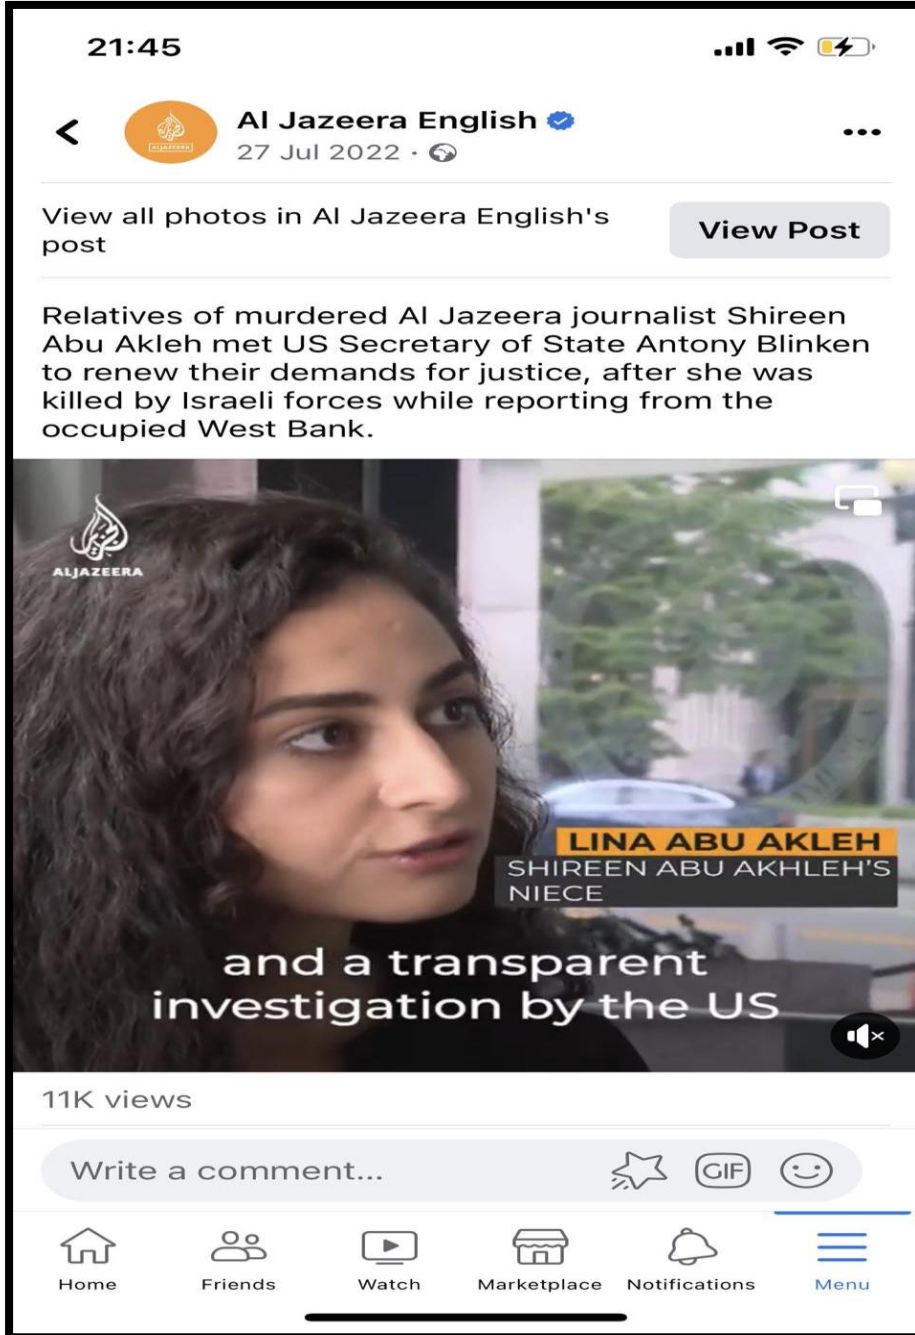 21:45
Al Jazeera English
27 Jul 2022 ·
View all photos in Al Jazeera English's
post
View Post
Relatives of murdered Al Jazeera journalist Shireen
Abu Akleh met US Secretary of State Antony Blinken
to renew their demands for justice, after she was
killed by Israeli forces while reporting from the
occupied West Bank.
ALJAZEERA
LINA ABU AKLEH
SHIREEN ABU AKHLEH'S
NIECE
and a transparent
investigation by the US
11K views
Write a comment...
GIF
Home
Friends
Watch
Marketplace
Notifications
Menu